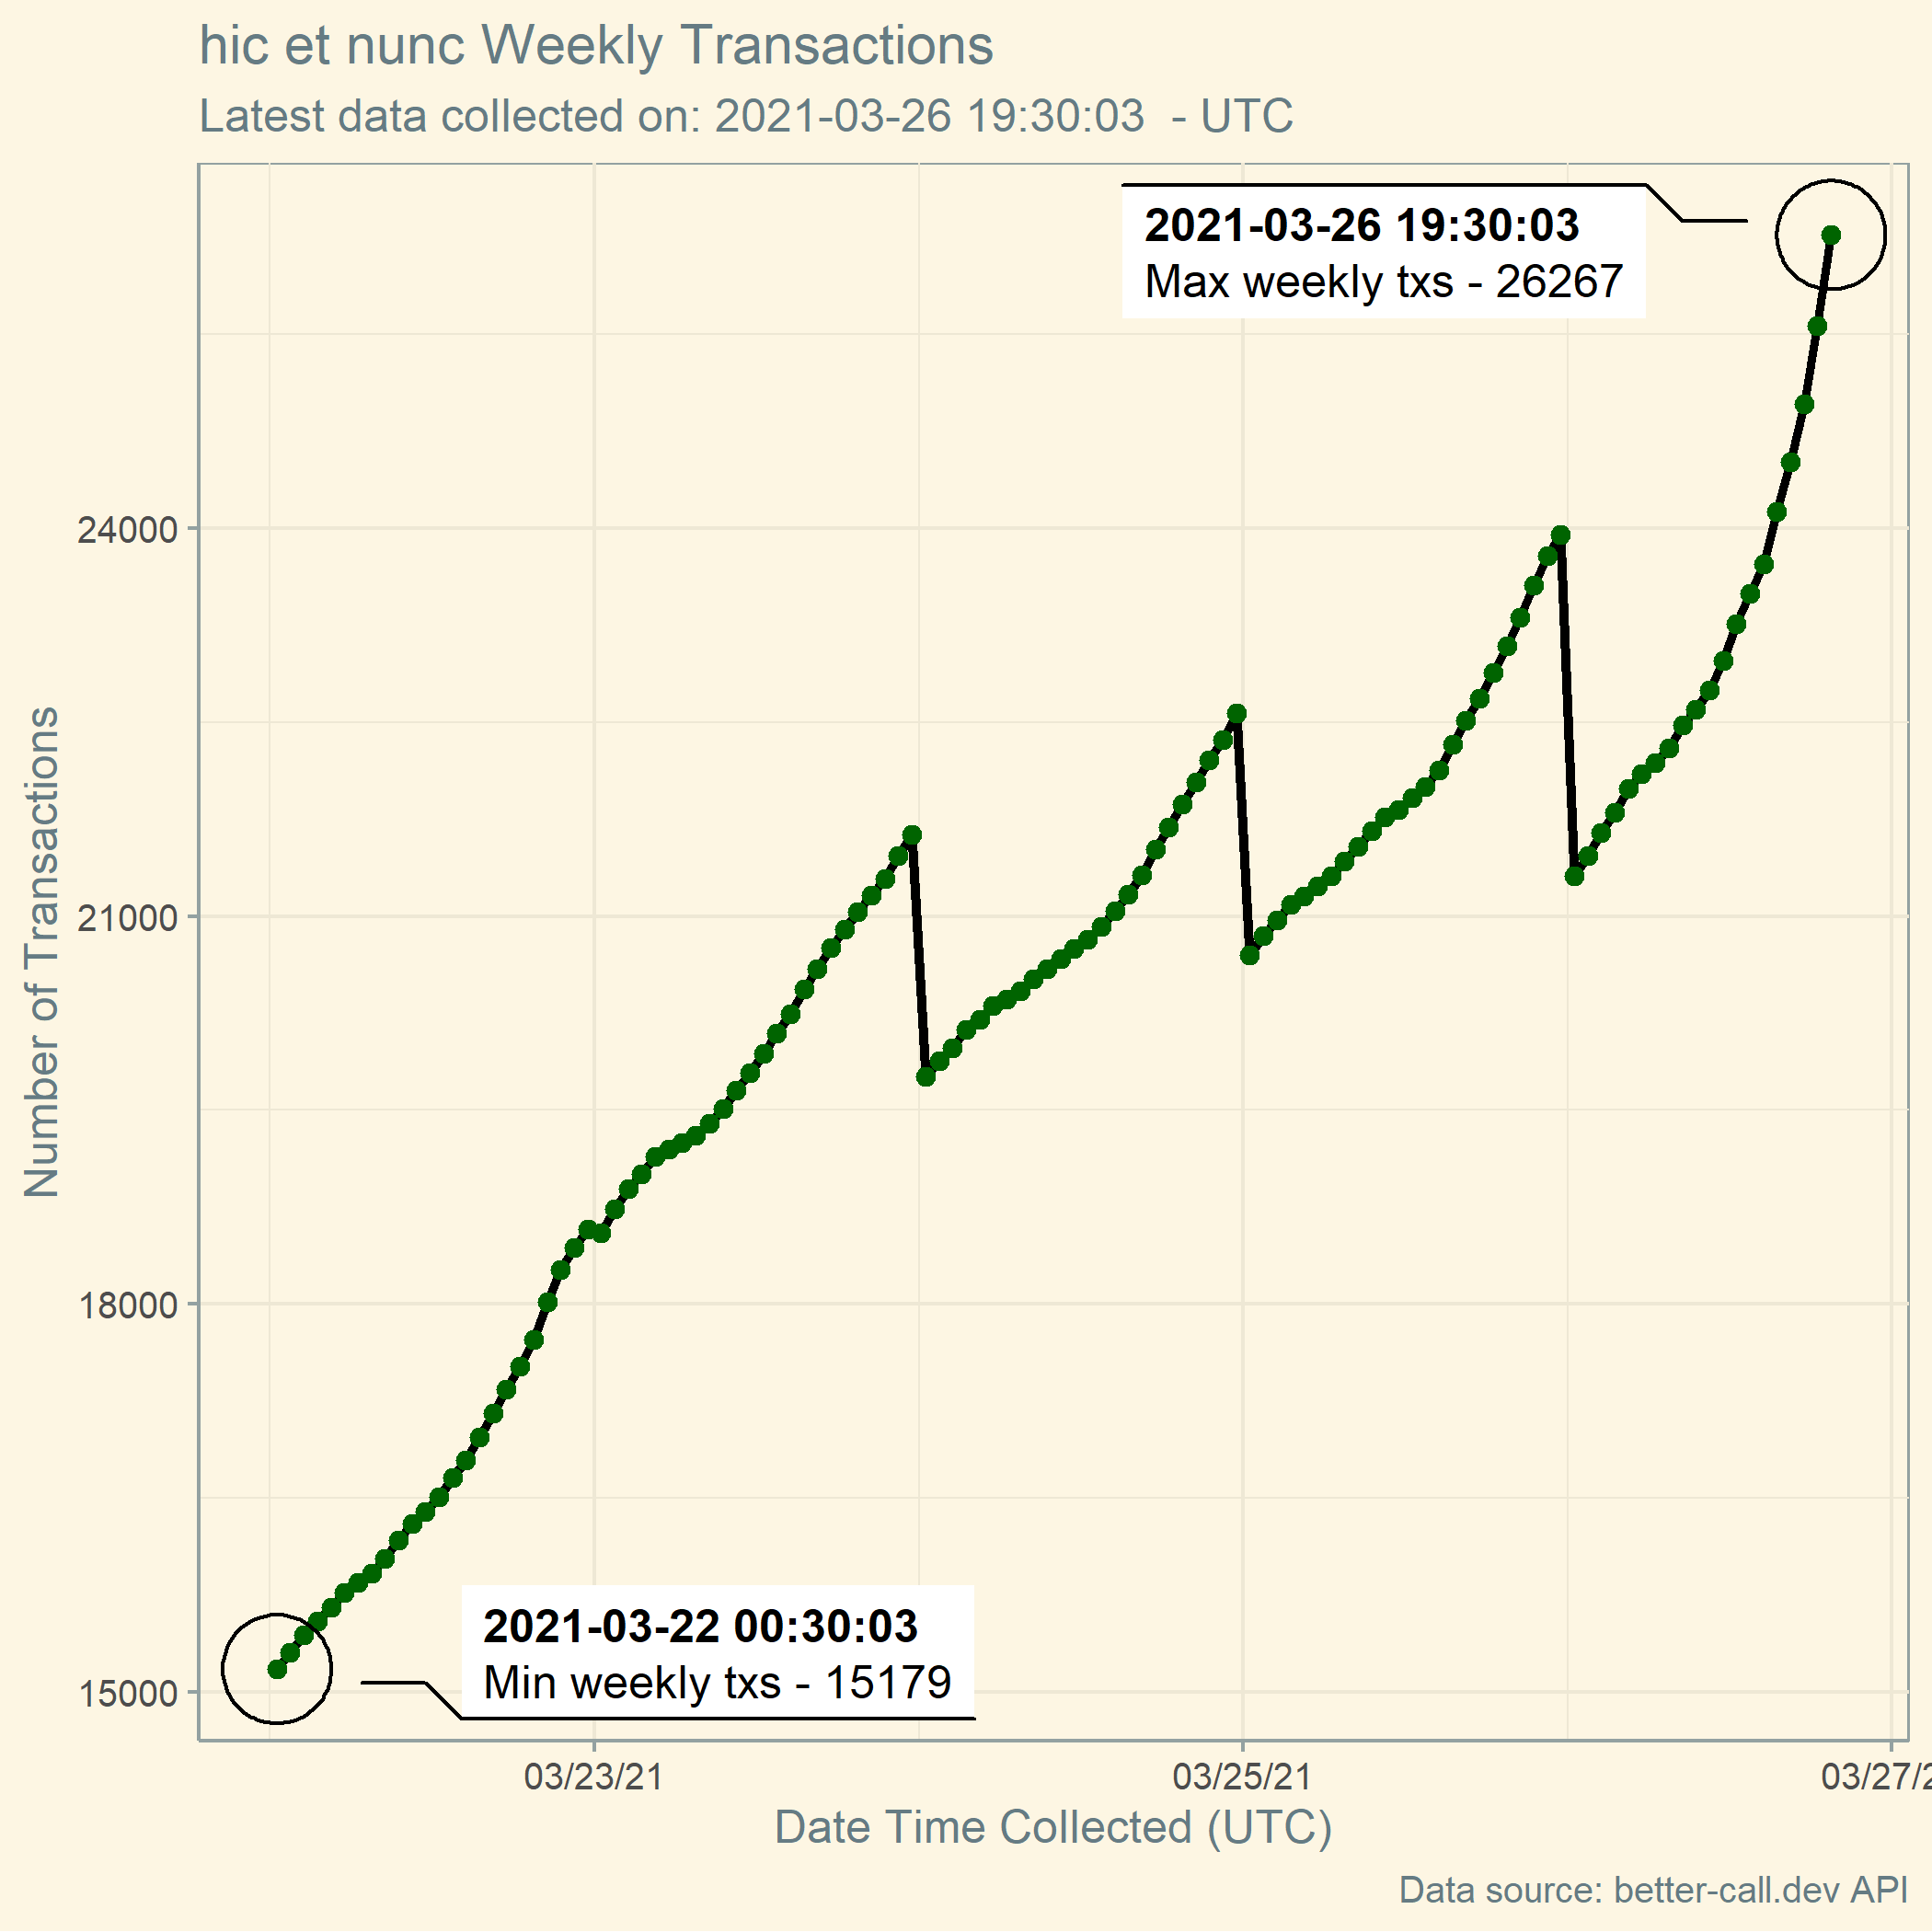 hic et nunc Weekly Transactions
Latest data collected on: 2021-03-26 19:30:03  - UTC
2021-03-26 19:30:03
Max weekly txs - 26267
24000
21000
18000
15000
Number of Transactions
2021-03-22 00:30:03
Min weekly txs - 15179
03/23/21
03/25/21
03/27/2
Date Time Collected (UTC)
Data source: better-call.dev API